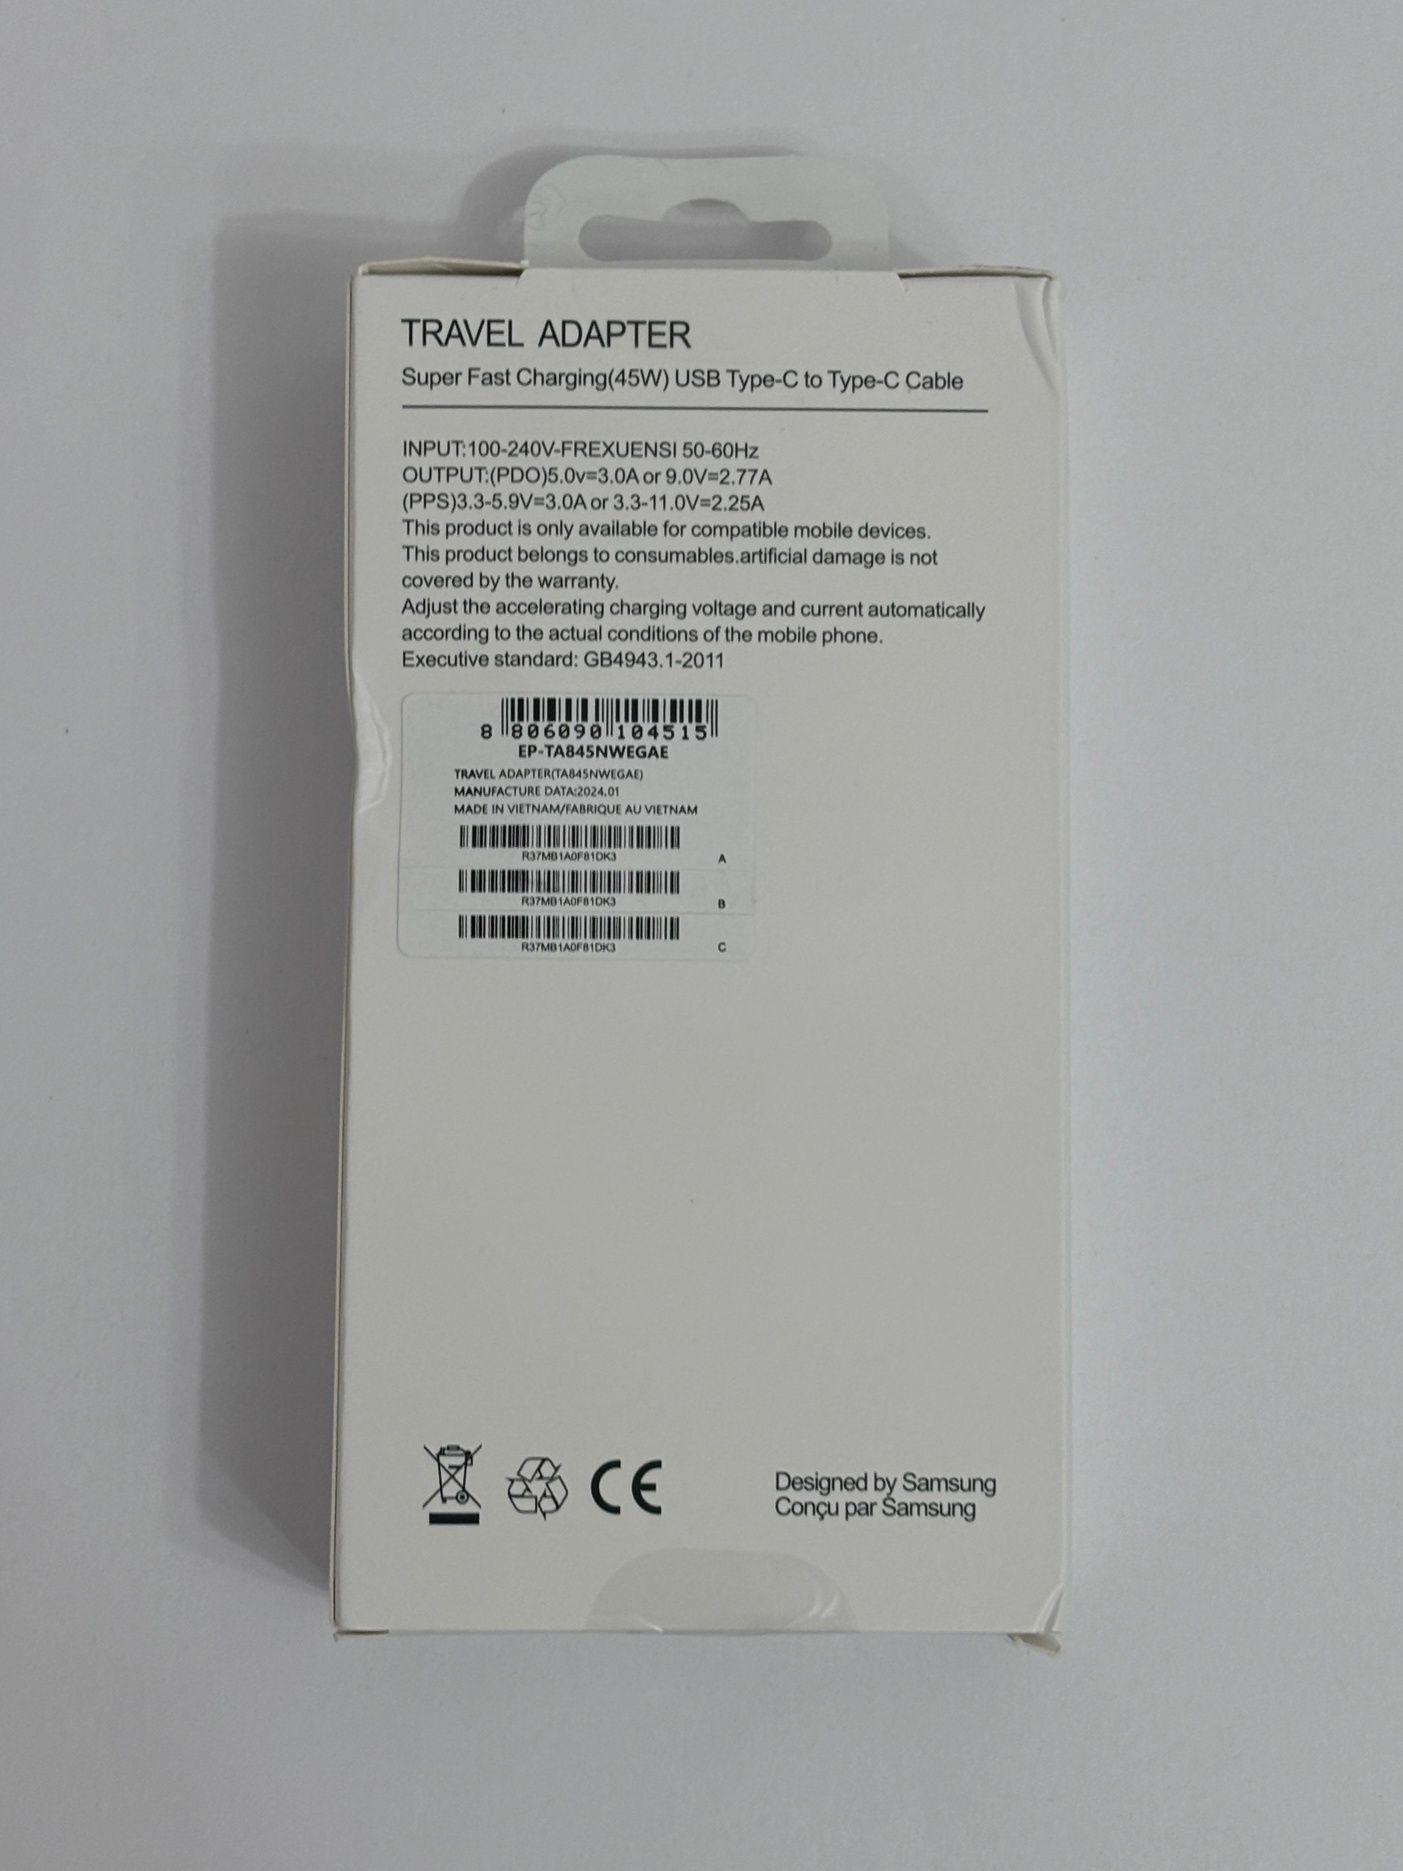 TRAVEL ADAPTER
Super Fast Charging(45W) USB Type-C to Type-C Cable
INPUT:100-240V-FREXUENSI 50-60Hz
OUTPUT:(PDO)5.0v=3.0A or 9.0V=2.77A
(PPS)3.3-5.9V=3.0A or 3.3-11.0V=2.25A
This product is only available for compatible mobile devices.
This product belongs to consumables.artificial damage is not
covered by the warranty.
Adjust the accelerating charging voltage and current automatically
according to the actual conditions of the mobile phone.
Executive standard: GB4943.1-2011
8 806090 104515
EP-TA845NWEGAE
TRAVEL ADAPTER(TA845NWEGAE)
MANUFACTURE DATA:2024.01
MADE IN VIETNAM/FABRIQUE AU VIETNAM
R37MB1A0F81DK3 A
R37MB1A0F81DK3 B
R37MB1A0F81DK3 C
CE
Designed by Samsung
Conçu par Samsung